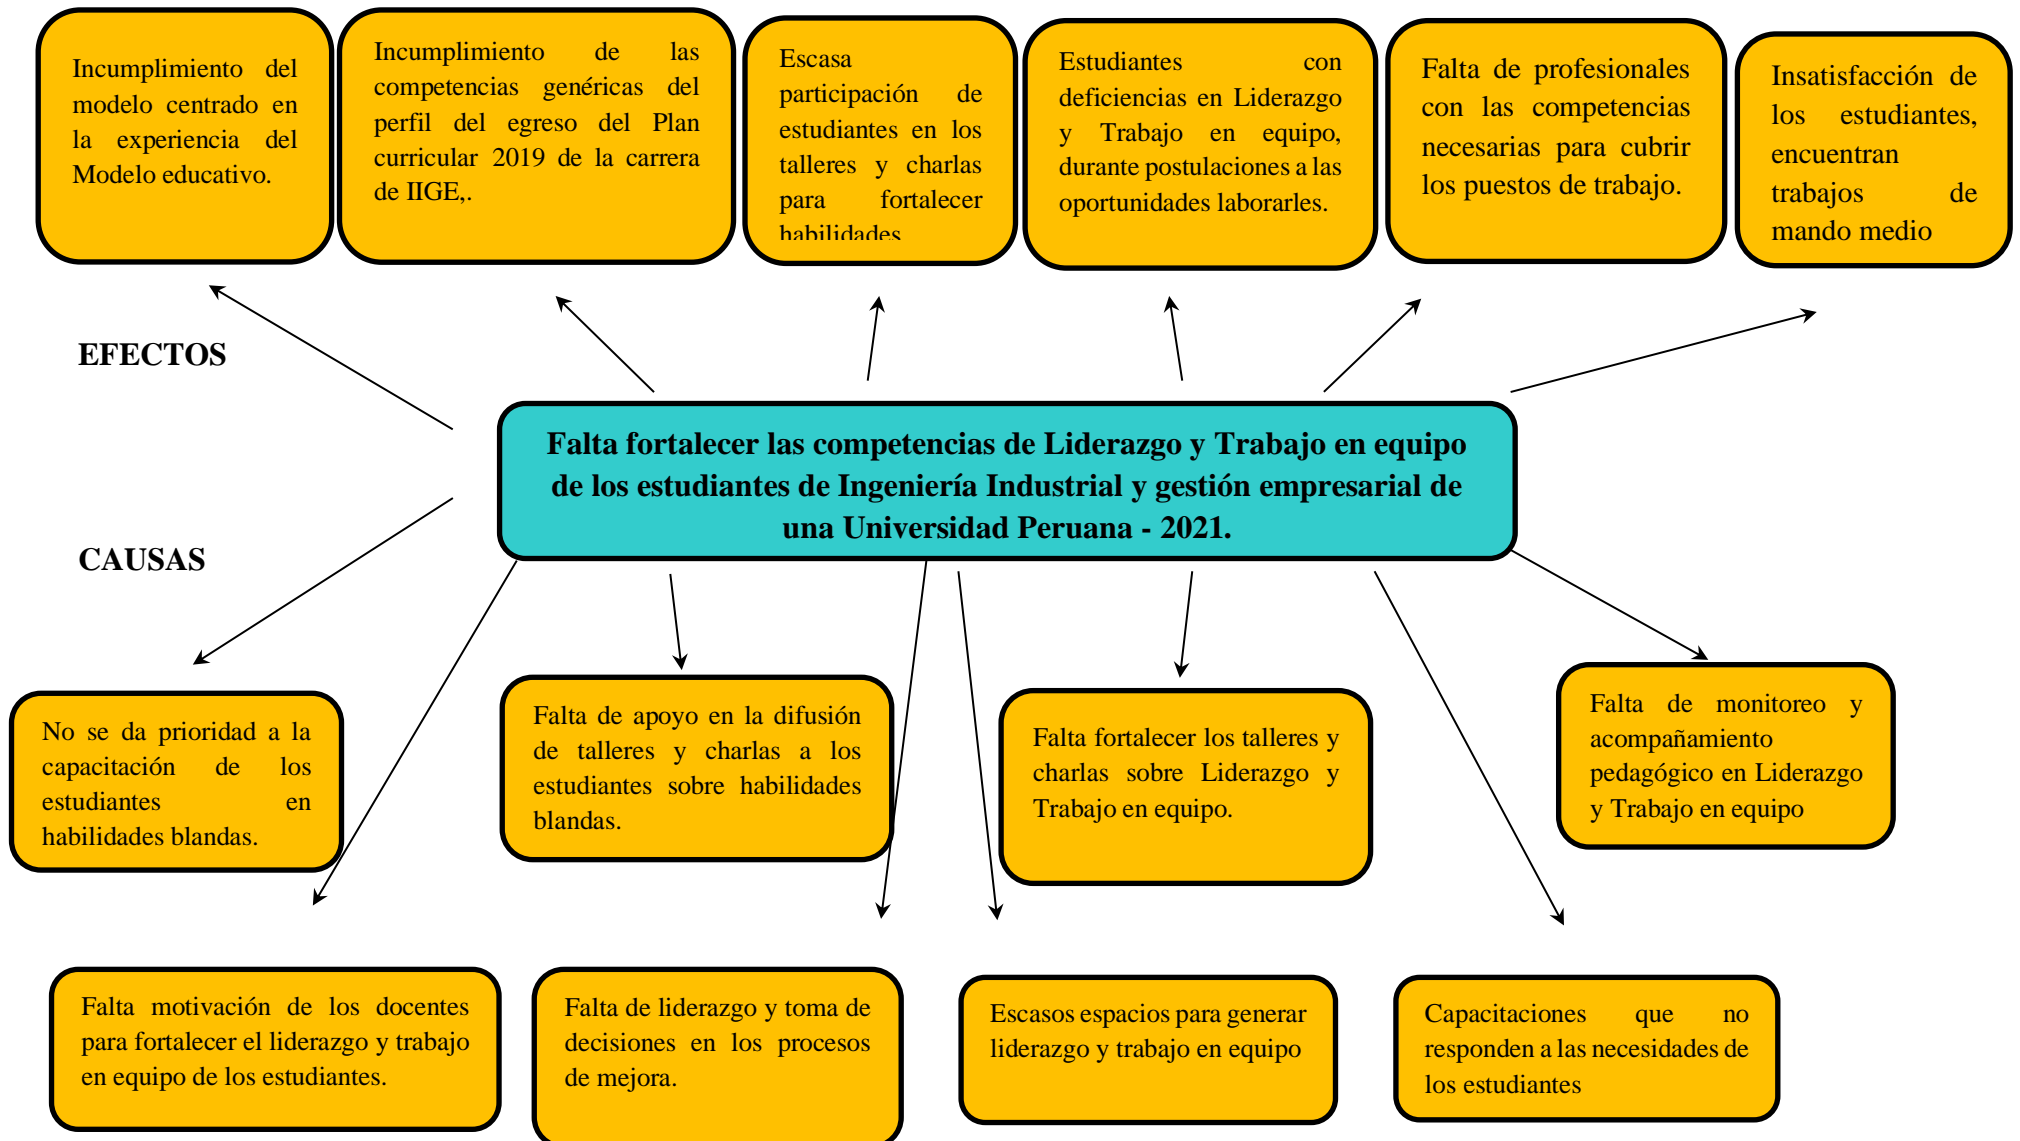 Incumplimiento del
modelo centrado en
la experiencia del
Modelo educativo.
Incumplimiento de las
competencias genéricas del
perfil del egreso del Plan
curricular 2019 de la carrera
de IIGE,.
Escasa
participación de
estudiantes en los
talleres y charlas
para fortalecer
habilidades
Estudiantes con
deficiencias en Liderazgo
y Trabajo en equipo,
durante postulaciones a las
oportunidades laborarles.
Falta de profesionales
con las competencias
necesarias para cubrir
los puestos de trabajo.
Insatisfacción de
los estudiantes,
encuentran
trabajos de
mando medio
EFECTOS
Falta fortalecer las competencias de Liderazgo y Trabajo en equipo
de los estudiantes de Ingeniería Industrial y gestión empresarial de
una Universidad Peruana - 2021.
CAUSAS
No se da prioridad a la
capacitación de los
estudiantes en
habilidades blandas.
Falta de apoyo en la difusión
de talleres y charlas a los
estudiantes sobre habilidades
blandas.
Falta fortalecer los talleres y
charlas sobre Liderazgo y
Trabajo en equipo.
Falta de monitoreo y
acompañamiento
pedagógico en Liderazgo
y Trabajo en equipo
Falta motivación de los docentes
para fortalecer el liderazgo y trabajo
en equipo de los estudiantes.
Falta de liderazgo y toma de
decisiones en los procesos
de mejora.
Escasos espacios para generar
liderazgo y trabajo en equipo
Capacitaciones que no
responden a las necesidades de
los estudiantes